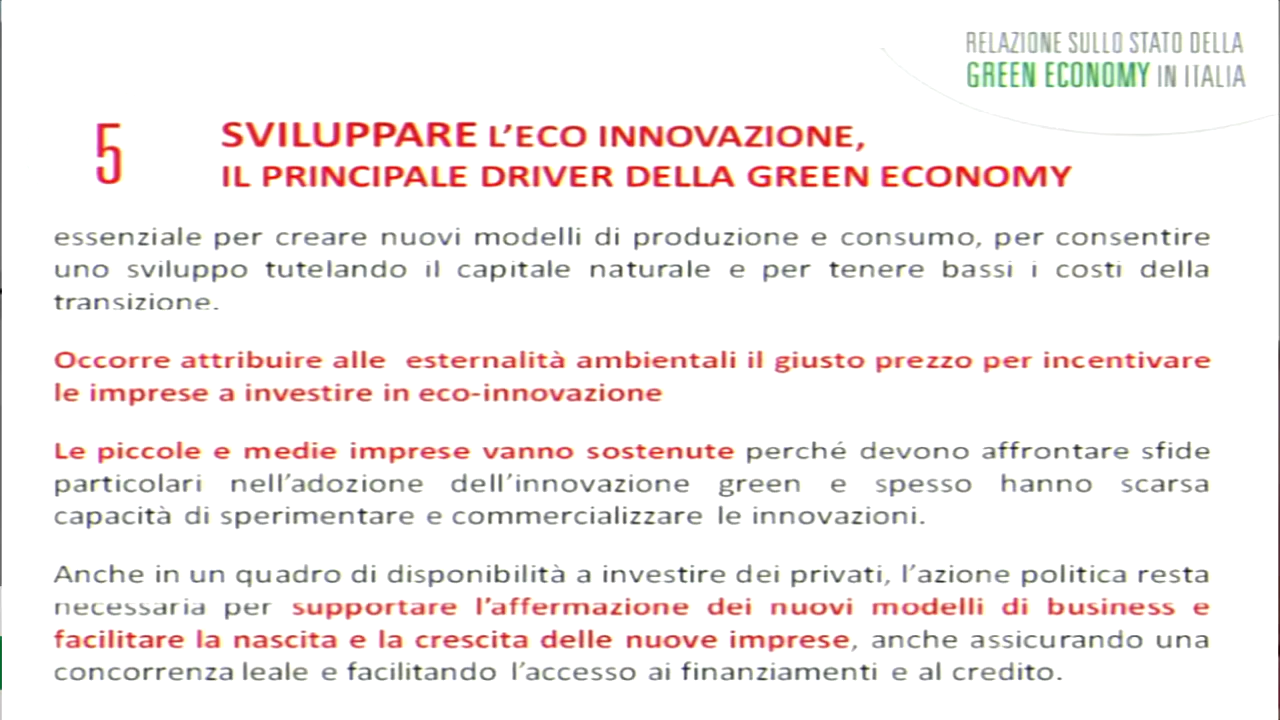 RELAZIONE SULLO STATO DELLA
GREEN ECONOMY IN ITALIA
5
SVILUPPARE L'ECO INNOVAZIONE,
IL PRINCIPALE DRIVER DELLA GREEN ECONOMY
essenziale per creare nuovi modelli di produzione e consumo, per consentire
uno sviluppo tutelando il capitale naturale e per tenere bassi i costi della
transizione.
Occorre attribuire alle esternalità ambientali il giusto prezzo per incentivare
le imprese a investire in eco-innovazione
Le piccole e medie imprese vanno sostenute perché devono affrontare sfide
particolari nell'adozione dell'innovazione green e spesso hanno scarsa
capacità di sperimentare e commercializzare le innovazioni.
Anche in un quadro di disponibilità a investire dei privati, l'azione politica resta
necessaria per supportare l'affermazione dei nuovi modelli di business e
facilitare la nascita e la crescita delle nuove imprese, anche assicurando una
concorrenza leale e facilitando l'accesso ai finanziamenti e al credito.